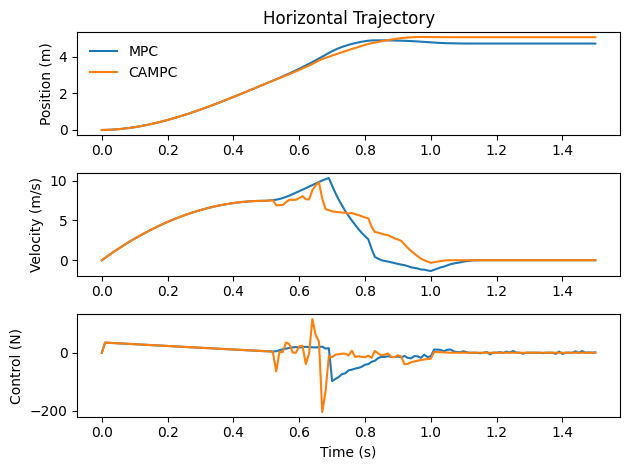 Horizontal Trajectory
Position (m)
4
2
0
MPC
CAMPC
0.0 0.2 0.4 0.6 0.8 1.0 1.2 1.4
Velocity (m/s)
10
5
0
0.0 0.2 0.4 0.6 0.8 1.0 1.2 1.4
Control (N)
0
−200
0.0 0.2 0.4 0.6 0.8 1.0 1.2 1.4
Time (s)